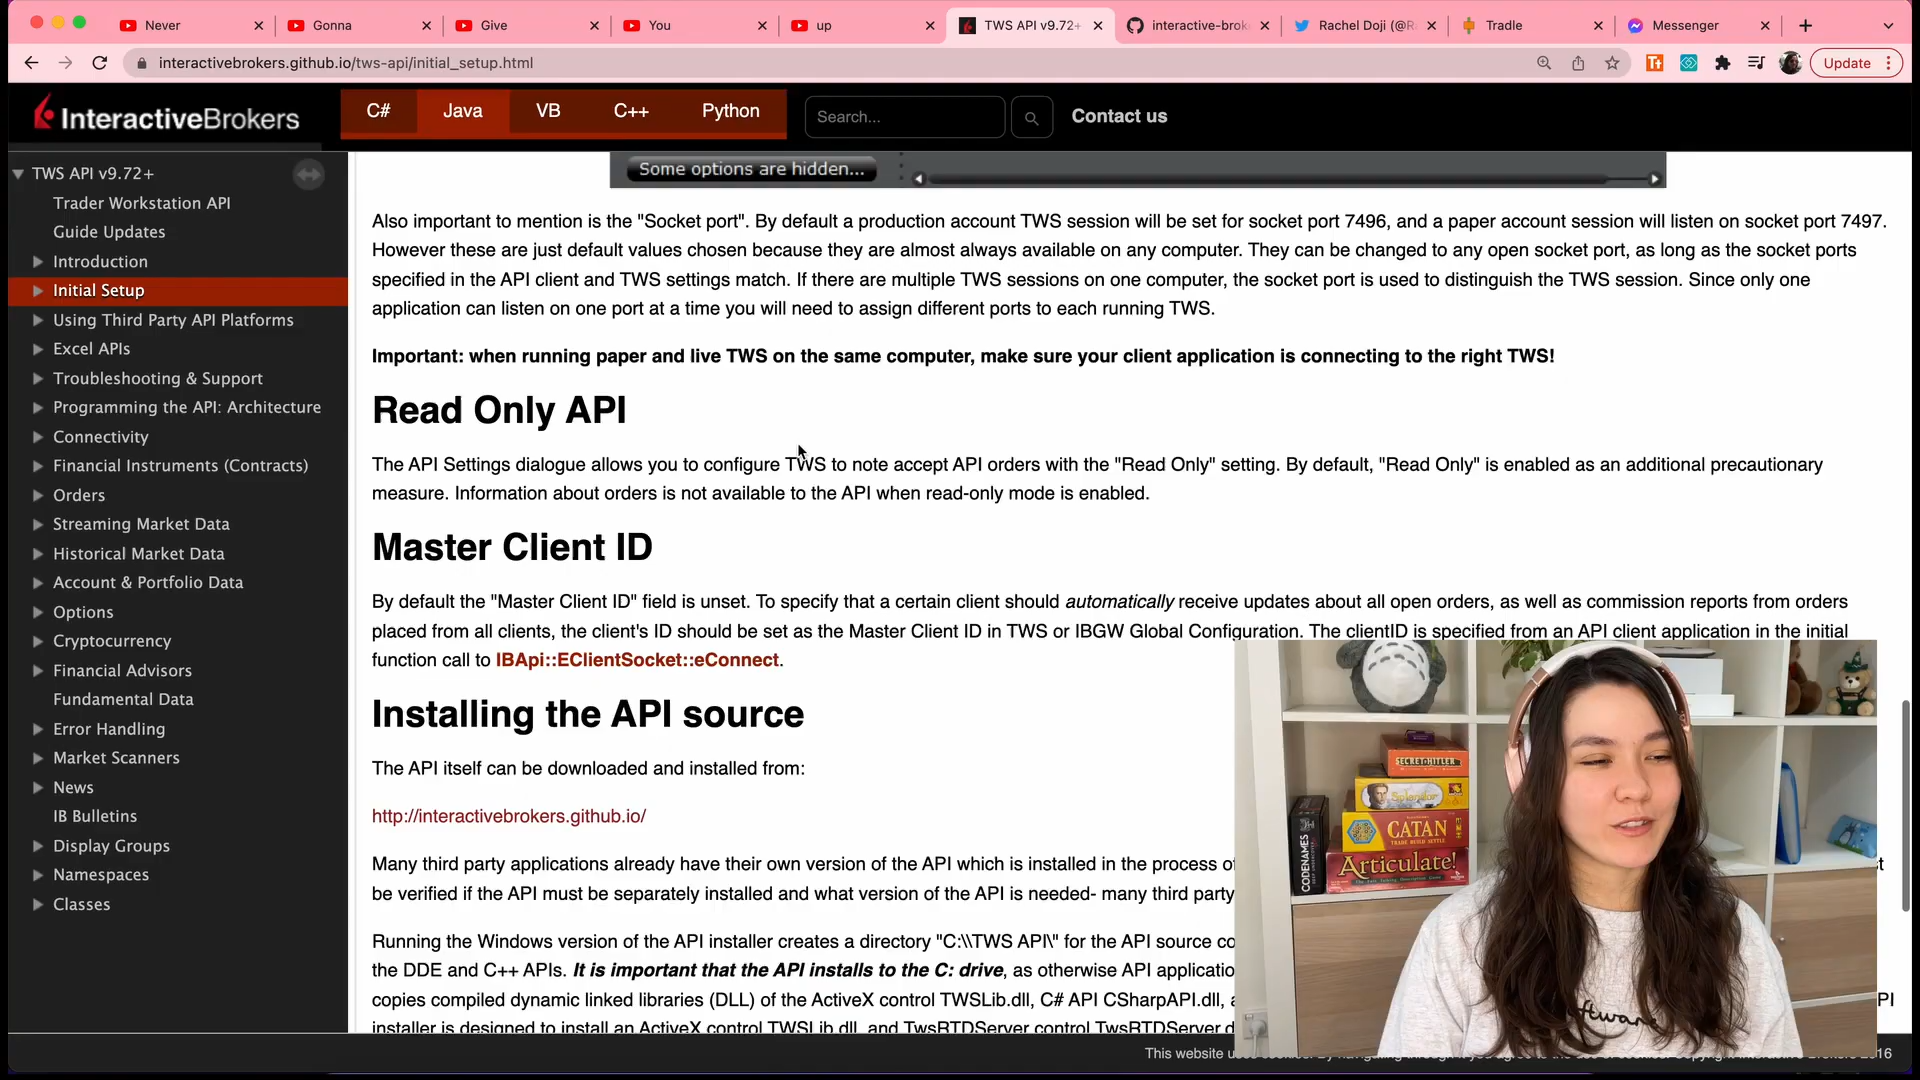 Never
Gonna
Give
You
up
TWS API v9.72+
interactive-brok
Rachel Doji (@R
Tradle
Messenger
interactivebrokers.github.io/tws-api/initial_setup.html
Update
InteractiveBrokers
C#
Java
VB
C++
Python
Search...
Contact us
TWS API v9.72+
Trader Workstation API
Guide Updates
Introduction
Initial Setup
Using Third Party API Platforms
Excel APIs
Troubleshooting & Support
Programming the API: Architecture
Connectivity
Financial Instruments (Contracts)
Orders
Streaming Market Data
Historical Market Data
Account & Portfolio Data
Options
Cryptocurrency
Financial Advisors
Fundamental Data
Error Handling
Market Scanners
News
IB Bulletins
Display Groups
Namespaces
Classes
Some options are hidden...
Also important to mention is the "Socket port". By default a production account TWS session will be set for socket port 7496, and a paper account session will listen on socket port 7497.
However these are just default values chosen because they are almost always available on any computer. They can be changed to any open socket port, as long as the socket ports
specified in the API client and TWS settings match. If there are multiple TWS sessions on one computer, the socket port is used to distinguish the TWS session. Since only one
application can listen on one port at a time you will need to assign different ports to each running TWS.
Important: when running paper and live TWS on the same computer, make sure your client application is connecting to the right TWS!
Read Only API
The API Settings dialogue allows you to configure TWS to note accept API orders with the "Read Only" setting. By default, "Read Only" is enabled as an additional precautionary
measure. Information about orders is not available to the API when read-only mode is enabled.
Master Client ID
By default the "Master Client ID" field is unset. To specify that a certain client should automatically receive updates about all open orders, as well as commission reports from orders
placed from all clients, the client's ID should be set as the Master Client ID in TWS or IBGW Global Configuration. The clientID is specified from an API client application in the initial
function call to IBApi::EClientSocket::eConnect.
Installing the API source
The API itself can be downloaded and installed from:
http://interactivebrokers.github.io/
Many third party applications already have their own version of the API which is installed in the process of
be verified if the API must be separately installed and what version of the API is needed- many third party
Running the Windows version of the API installer creates a directory "C:\\TWS API\" for the API source co
the DDE and C++ APIs. It is important that the API installs to the C: drive, as otherwise API applicatio
copies compiled dynamic linked libraries (DLL) of the ActiveX control TWSLib.dll, C# API CSharpAPI.dll,
installer is designed to install an ActiveX control TWSLib.dll, and TwsRTDServer control TwsRTDServer.d
SECRET-HITLER
Splendor
CATAN
TRADE BUILD SETTLE
Articulate!
CODENAMES
software
This website u